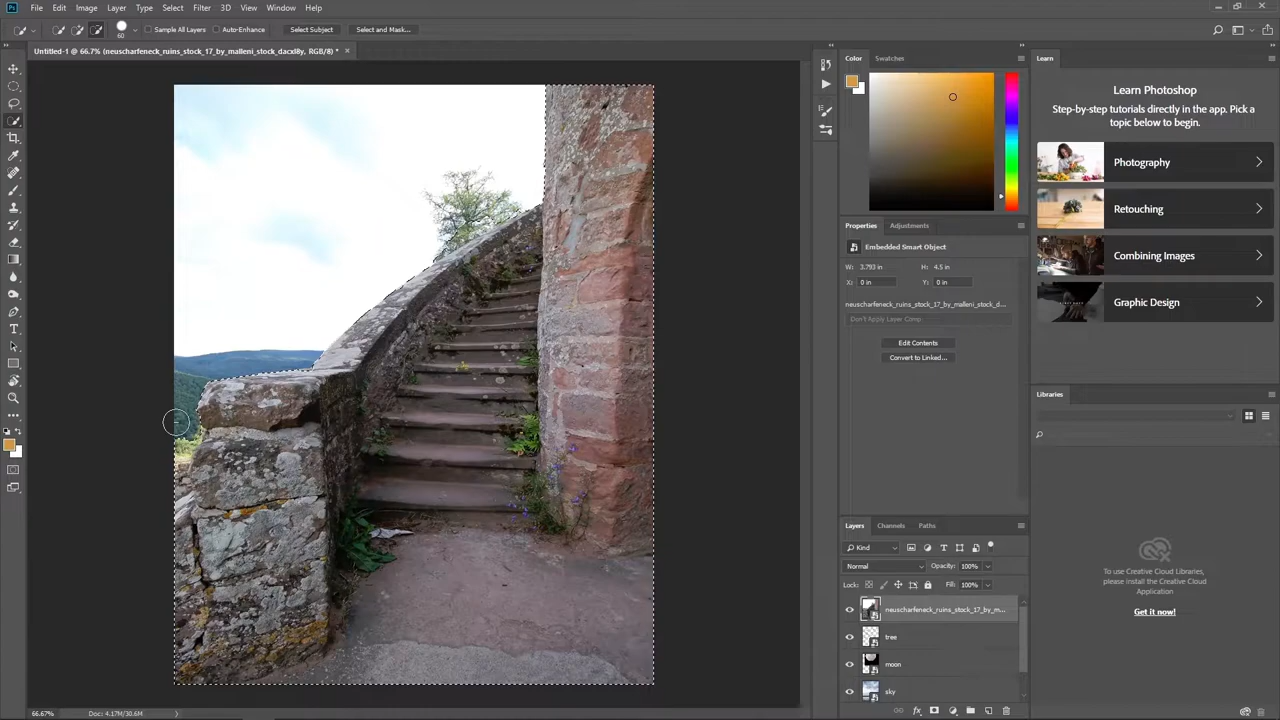 Ps File Edit Image Layer Type Select Filter 3D View Window Help
60 Sample All Layers Auto-Enhance Select Subject Select and Mask...
Untitled-1 @ 66.7% (neuscharfeneck_ruins_stock_17_by_malleni_stock_dacxl8y, RGB/8) * ×
Color Swatches
Learn
Learn Photoshop
Step-by-step tutorials directly in the app. Pick a
topic below to begin.
Photography
Retouching
Combining Images
Graphic Design
Properties Adjustments
Embedded Smart Object
W: 3.793 in H: 4.5 in
X: 0 in Y: 0 in
neuscharfeneck_ruins_stock_17_by_malleni_stock_d...
Don't Apply Layer Comp
Edit Contents
Convert to Linked...
Libraries
Layers Channels Paths
Kind
Normal Opacity: 100%
Lock: Fill: 100%
neuscharfeneck_ruins_stock_17_by_m...
tree
moon
sky
To use Creative Cloud Libraries,
please install the Creative Cloud
Application
Get it now!
66.67% Doc: 4.17M/30.6M